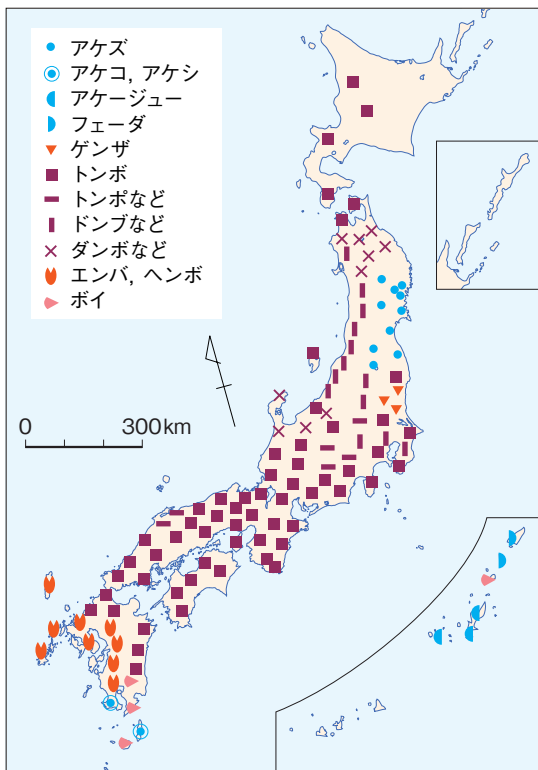 アケズ
アケコ，アケシ
アケージュー
フェーダ
ゲンザ
トンボ
トンポなど
ドンブなど
ダンボなど
エンバ，ヘンボ
ボイ
0 300km